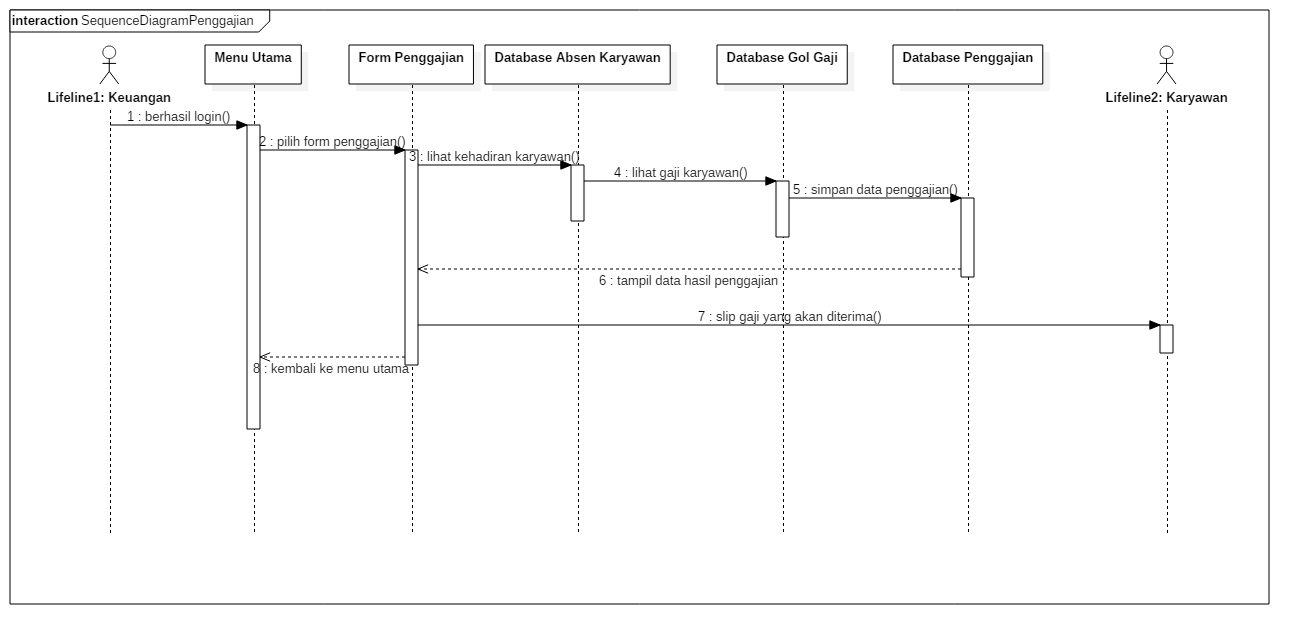 interaction SequenceDiagramPenggajian
Menu Utama
Form Penggajian
Database Absen Karyawan
Database Gol Gaji
Database Penggajian
Lifeline1: Keuangan
Lifeline2: Karyawan
1 : berhasil login()
2 : pilih form penggajian()
3 : lihat kehadiran karyawan()
4 : lihat gaji karyawan()
5 : simpan data penggajian()
6 : tampil data hasil penggajian
7 : slip gaji yang akan diterima()
8 : kembali ke menu utama